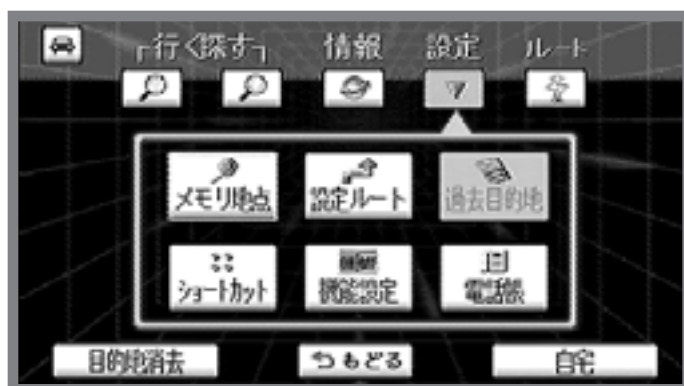 行く 探す 情報 設定 ルート
メモリ地点 設定ルート 過去目的地
ショートカット 機能設定 電話帳
目的地消去 もどる 自宅